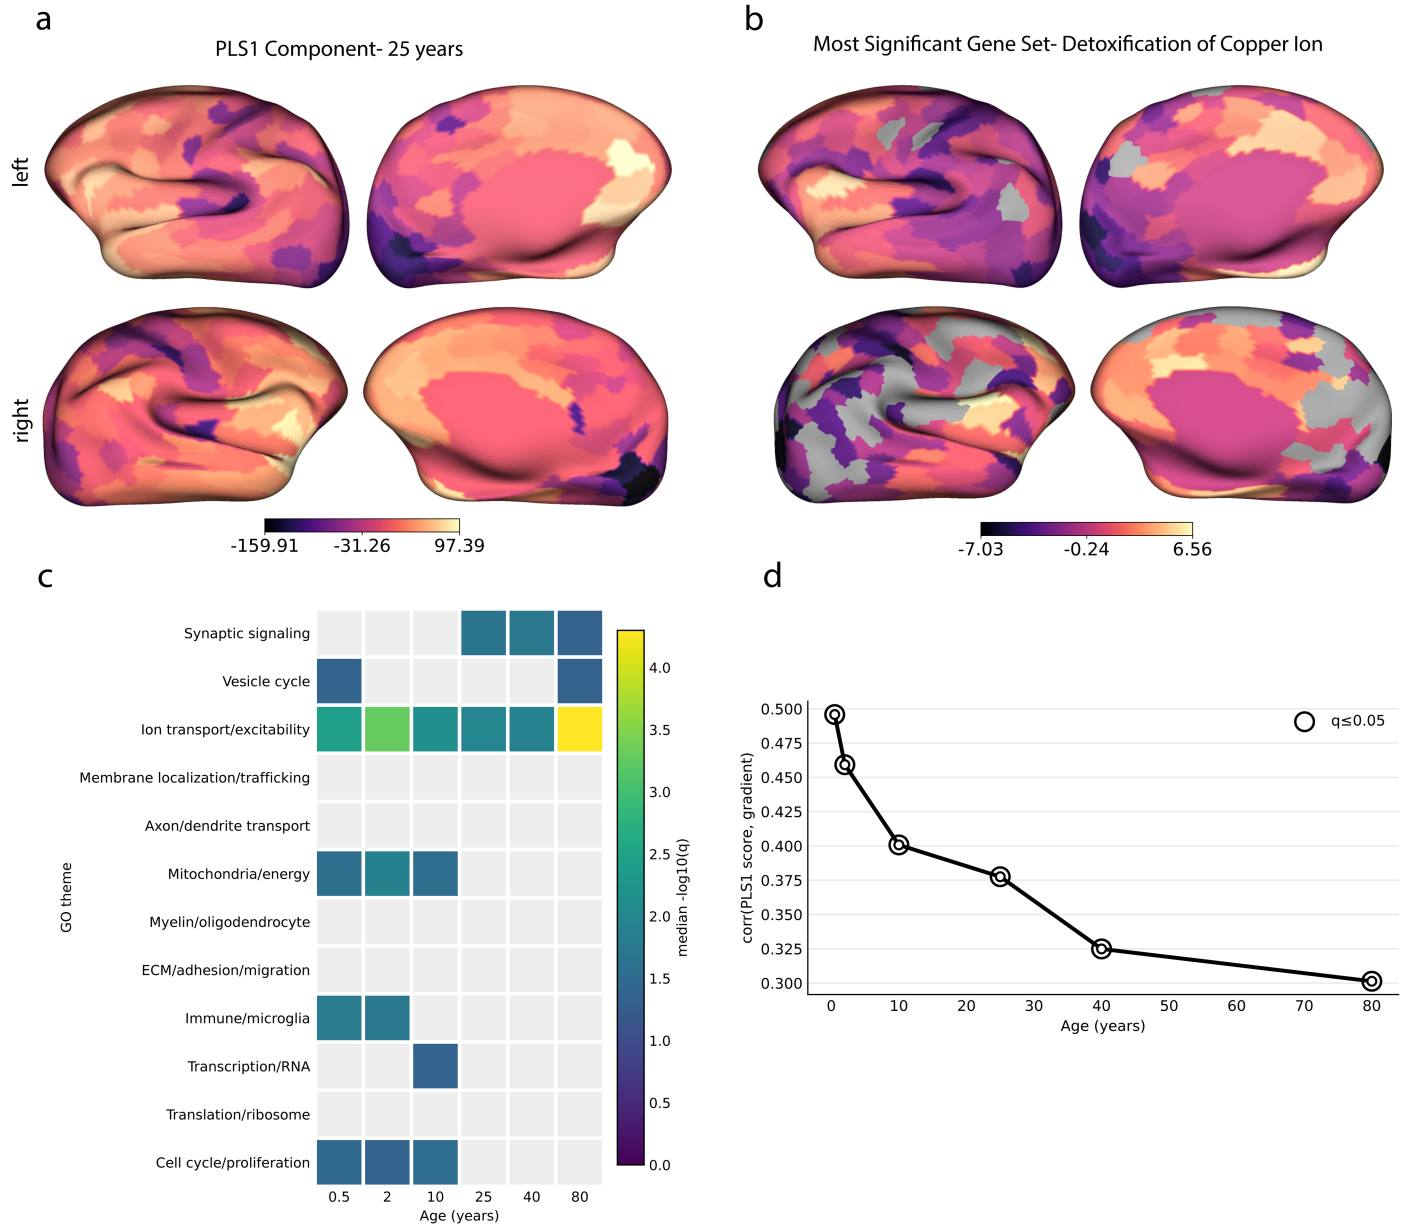 a
PLS1 Component- 25 years
left
right
-159.91 -31.26 97.39
b
Most Significant Gene Set- Detoxification of Copper Ion
-7.03 -0.24 6.56
c
GO theme
Synaptic signaling
Vesicle cycle
Ion transport/excitability
Membrane localization/trafficking
Axon/dendrite transport
Mitochondria/energy
Myelin/oligodendrocyte
ECM/adhesion/migration
Immune/microglia
Transcription/RNA
Translation/ribosome
Cell cycle/proliferation
0.5 2 10 25 40 80
Age (years)
4.0
3.5
3.0
2.5
2.0
1.5
1.0
0.5
0.0
median -log10(q)
d
corr(PLS1 score, gradient)
0.500
0.475
0.450
0.425
0.400
0.375
0.350
0.325
0.300
q≤0.05
0 10 20 30 40 50 60 70 80
Age (years)